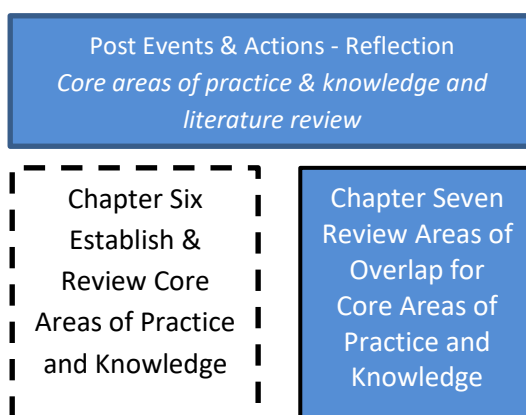 Post Events & Actions - Reflection
Core areas of practice & knowledge and
literature review
Chapter Six
Establish &
Review Core
Areas of Practice
and Knowledge
Chapter Seven
Review Areas of
Overlap for
Core Areas of
Practice and
Knowledge